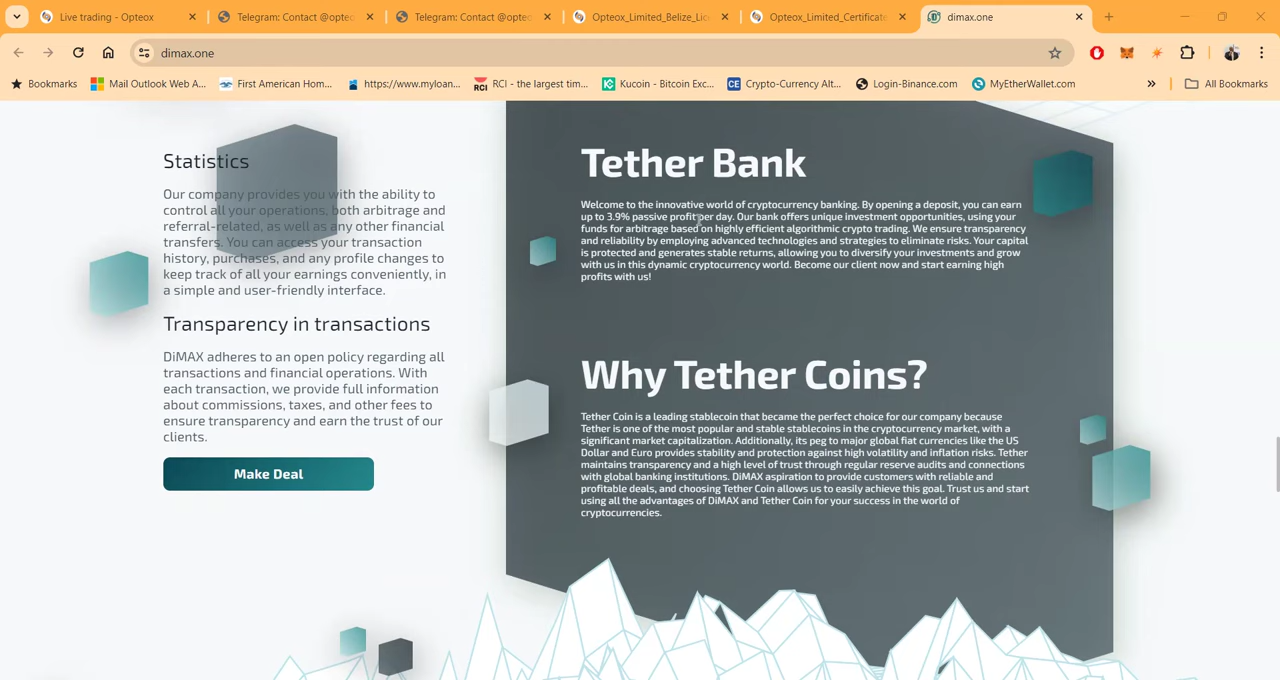 Live trading - Opteox
Telegram: Contact @optec
Telegram: Contact @optec
Opteox_Limited_Belize_Lic
Opteox_Limited_Certificate
dimax.one
dimax.one
Bookmarks
Mail Outlook Web A...
First American Hom...
https://www.myloan...
RCI - the largest tim...
Kucoin - Bitcoin Exc...
Crypto-Currency Alt...
Login-Binance.com
MyEtherWallet.com
All Bookmarks
Statistics
Our company provides you with the ability to
control all your operations, both arbitrage and
referral-related, as well as any other financial
transfers. You can access your transaction
history, purchases, and any profile changes to
keep track of all your earnings conveniently, in
a simple and user-friendly interface.
Transparency in transactions
DiMAX adheres to an open policy regarding all
transactions and financial operations. With
each transaction, we provide full information
about commissions, taxes, and other fees to
ensure transparency and earn the trust of our
clients.
Make Deal
Tether Bank
Welcome to the innovative world of cryptocurrency banking. By opening a deposit, you can earn
up to 3.9% passive profit per day. Our bank offers unique investment opportunities, using your
funds for arbitrage based on highly efficient algorithmic crypto trading. We ensure transparency
and reliability by employing advanced technologies and strategies to eliminate risks. Your capital
is protected and generates stable returns, allowing you to diversify your investments and grow
with us in this dynamic cryptocurrency world. Become our client now and start earning high
profits with us!
Why Tether Coins?
Tether Coin is a leading stablecoin that became the perfect choice for our company because
Tether is one of the most popular and stable stablecoins in the cryptocurrency market, with a
significant market capitalization. Additionally, its peg to major global fiat currencies like the US
Dollar and Euro provides stability and protection against high volatility and inflation risks. Tether
maintains transparency and a high level of trust through regular reserve audits and connections
with global banking institutions. DiMAX aspiration to provide customers with reliable and
profitable deals, and choosing Tether Coin allows us to easily achieve this goal. Trust us and start
using all the advantages of DiMAX and Tether Coin for your success in the world of
cryptocurrencies.